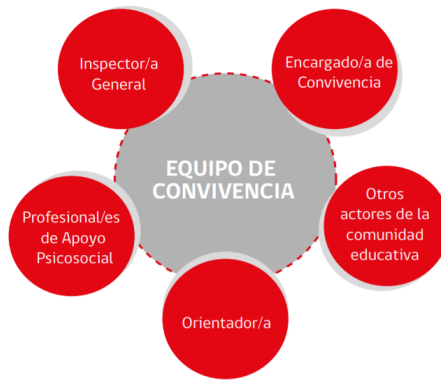 Inspector/a
General
Encargado/a de
Convivencia
EQUIPO DE
CONVIVENCIA
Profesional/es
de Apoyo
Psicosocial
Otros
actores de la
comunidad
educativa
Orientador/a